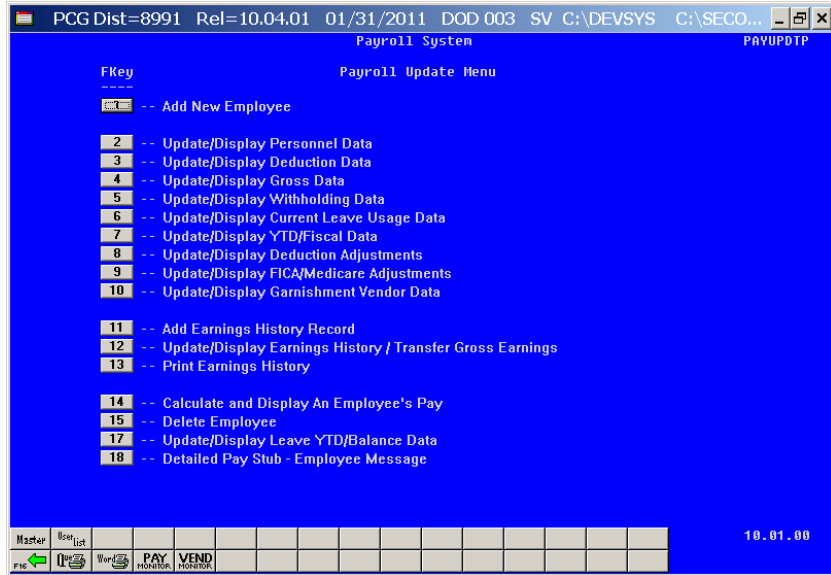 PCG Dist=8991 Rel=10.04.01 01/31/2011 DOD 003 SV C:\DEVSYS C:\SECO...
Payroll System PAYUPDTP
FKey Payroll Update Menu
----
1 -- Add New Employee
2 -- Update/Display Personnel Data
3 -- Update/Display Deduction Data
4 -- Update/Display Gross Data
5 -- Update/Display Withholding Data
6 -- Update/Display Current Leave Usage Data
7 -- Update/Display YTD/Fiscal Data
8 -- Update/Display Deduction Adjustments
9 -- Update/Display FICA/Medicare Adjustments
10 -- Update/Display Garnishment Vendor Data
11 -- Add Earnings History Record
12 -- Update/Display Earnings History / Transfer Gross Earnings
13 -- Print Earnings History
14 -- Calculate and Display An Employee's Pay
15 -- Delete Employee
17 -- Update/Display Leave YTD/Balance Data
18 -- Detailed Pay Stub - Employee Message
Master User List 10.01.00
F16 Que Word PAY MONITOR VEND MONITOR